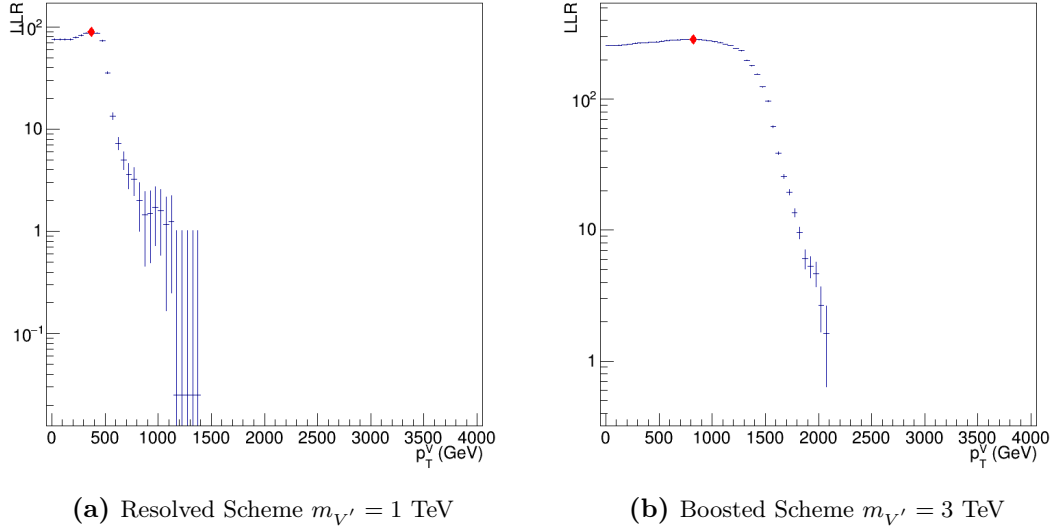 LLR
10²
10
1
10⁻¹
0 500 1000 1500 2000 2500 3000 3500 4000
p_T^V (GeV)
(a) Resolved Scheme m_{V'} = 1 TeV
LLR
10²
10
1
0 500 1000 1500 2000 2500 3000 3500 4000
p_T^V (GeV)
(b) Boosted Scheme m_{V'} = 3 TeV